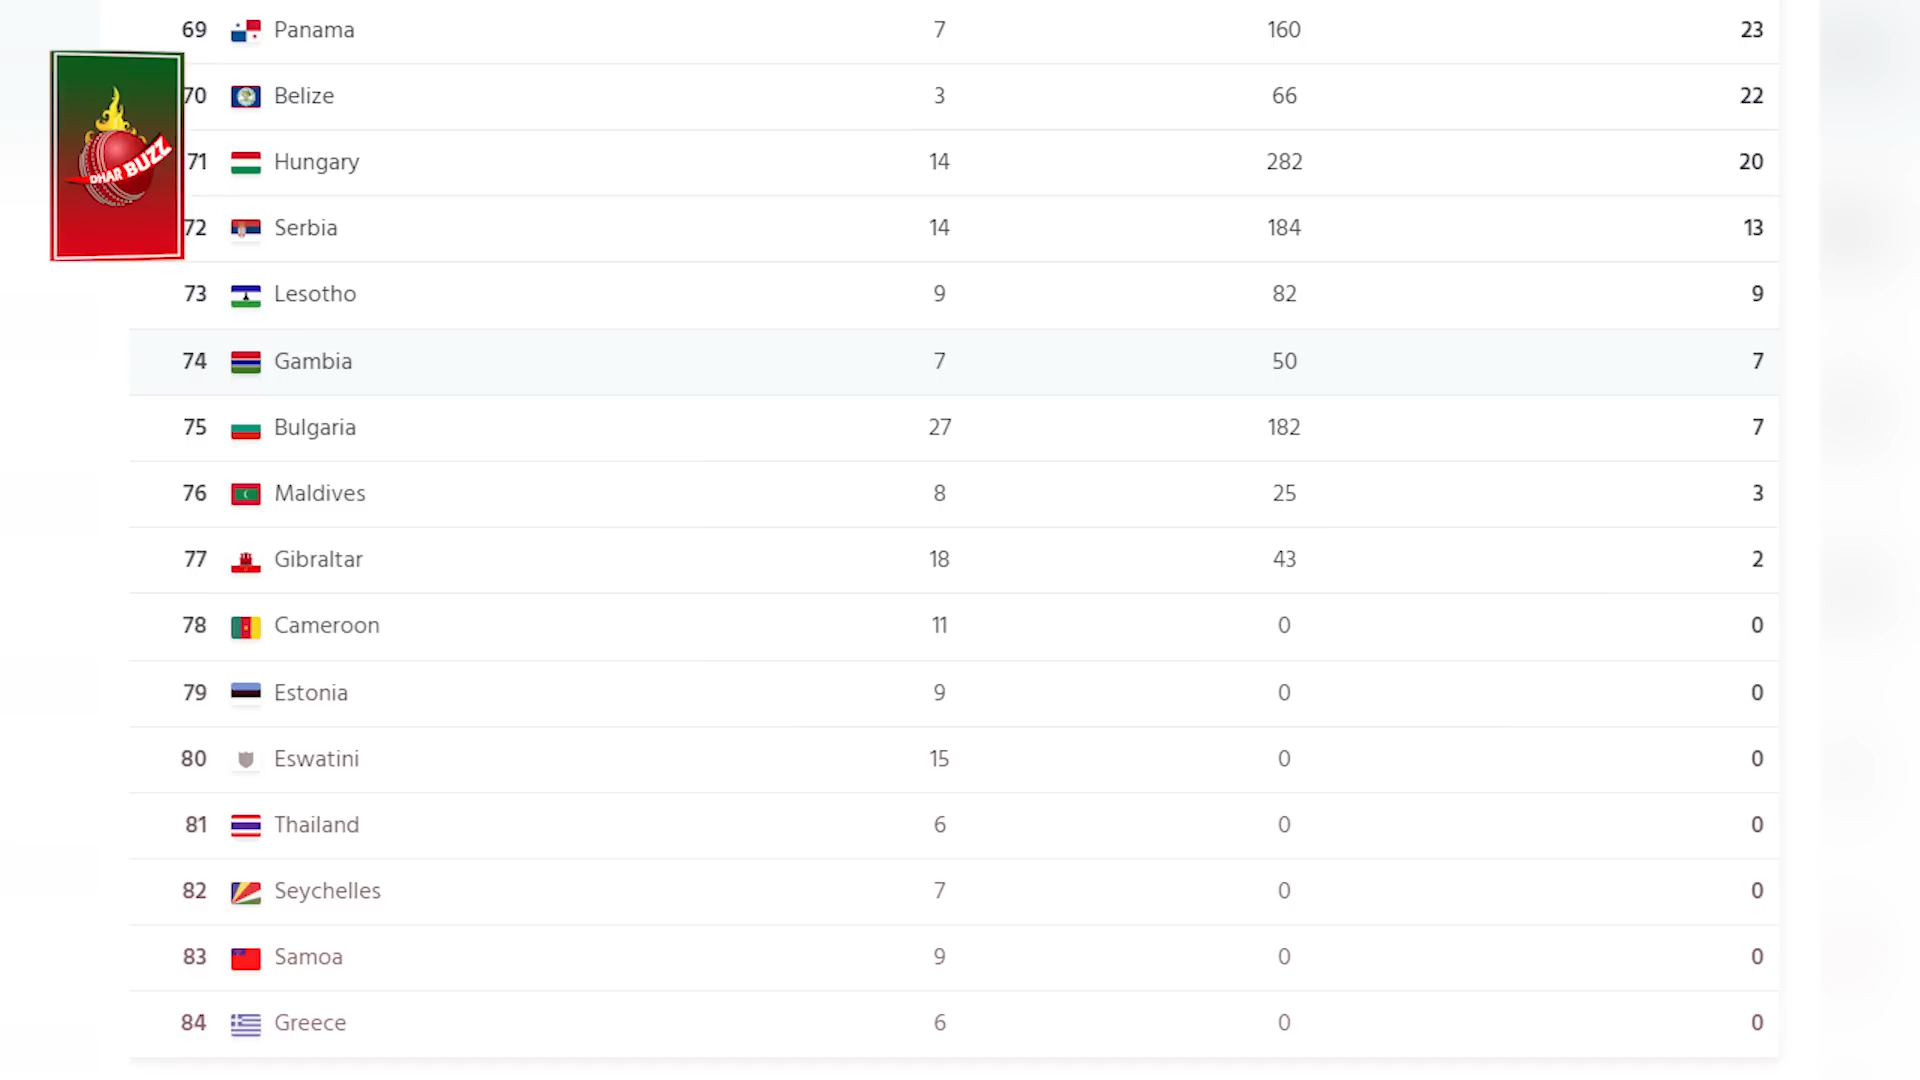 69 Panama 7 160 23
70 Belize 3 66 22
71 Hungary 14 282 20
72 Serbia 14 184 13
73 Lesotho 9 82 9
74 Gambia 7 50 7
75 Bulgaria 27 182 7
76 Maldives 8 25 3
77 Gibraltar 18 43 2
78 Cameroon 11 0 0
79 Estonia 9 0 0
80 Eswatini 15 0 0
81 Thailand 6 0 0
82 Seychelles 7 0 0
83 Samoa 9 0 0
84 Greece 6 0 0
DHAR BUZZ